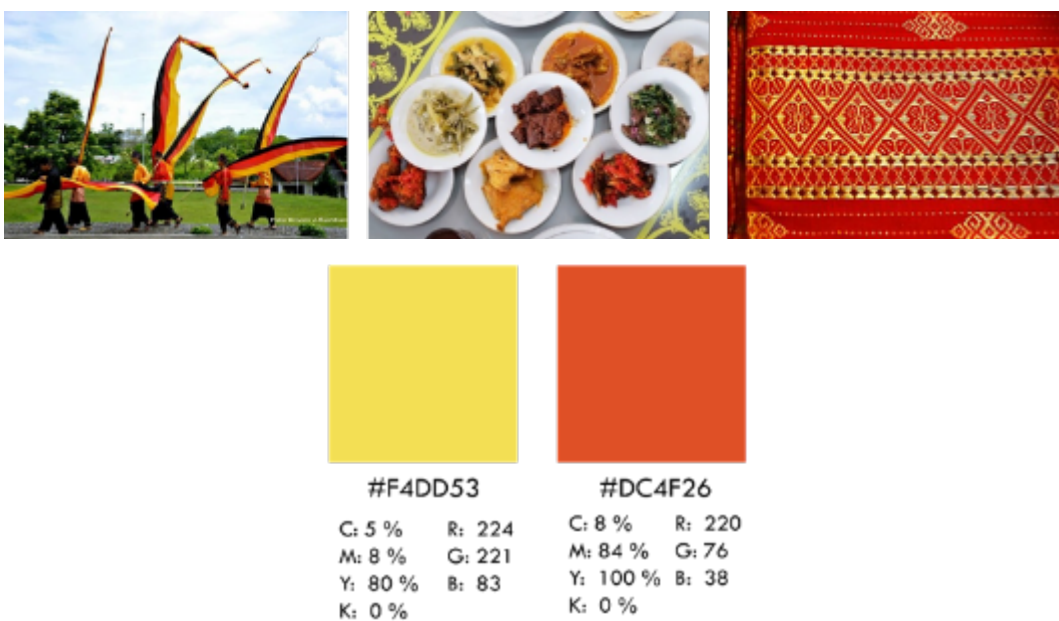 #F4DD53
C: 5 % R: 224
M: 8 % G: 221
Y: 80 % B: 83
K: 0 %
#DC4F26
C: 8 % R: 220
M: 84 % G: 76
Y: 100 % B: 38
K: 0 %